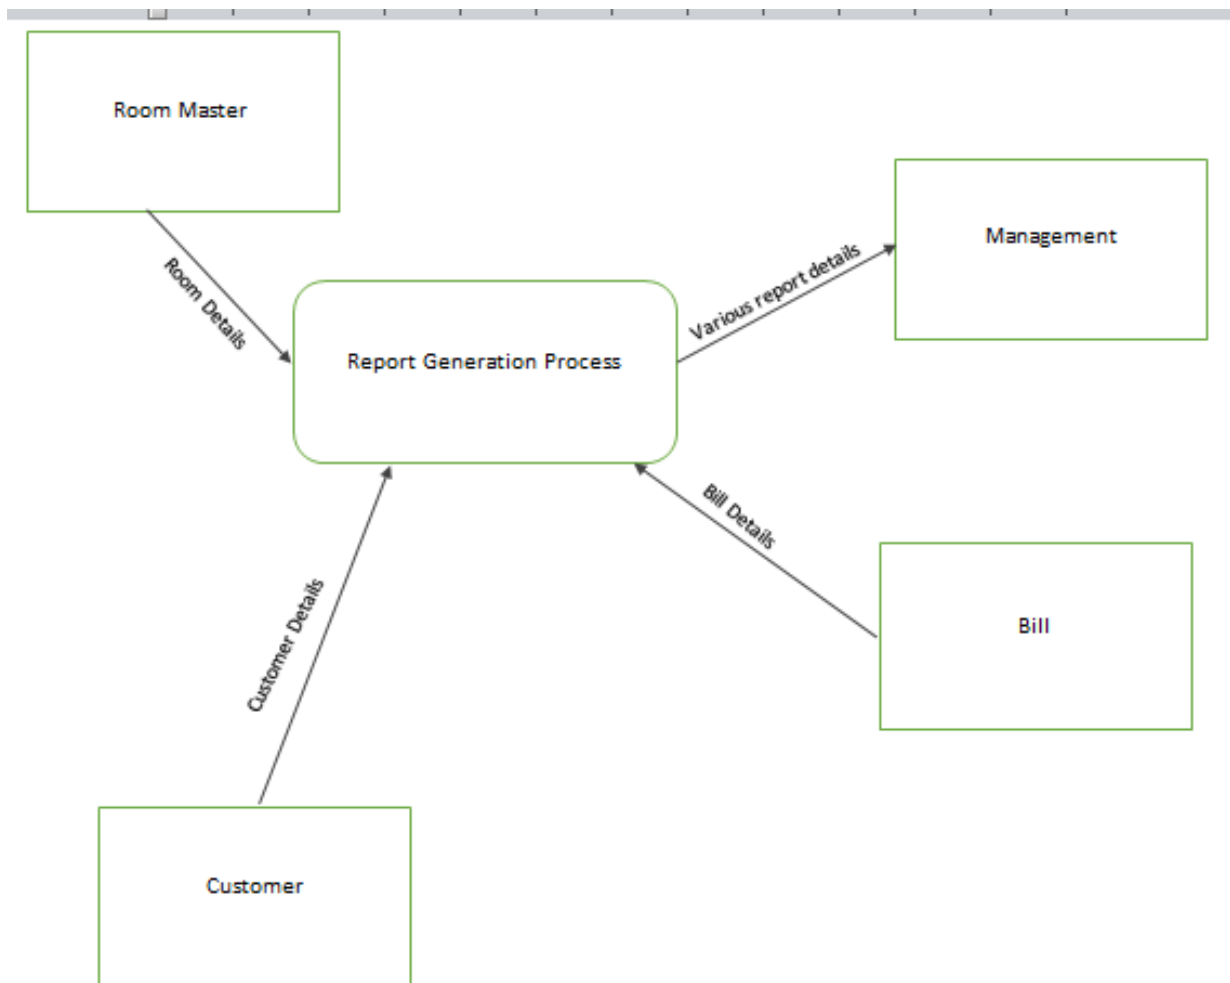 Room Master
Management
Room Details
Various report details
Report Generation Process
Bill Details
Bill
Customer Details
Customer